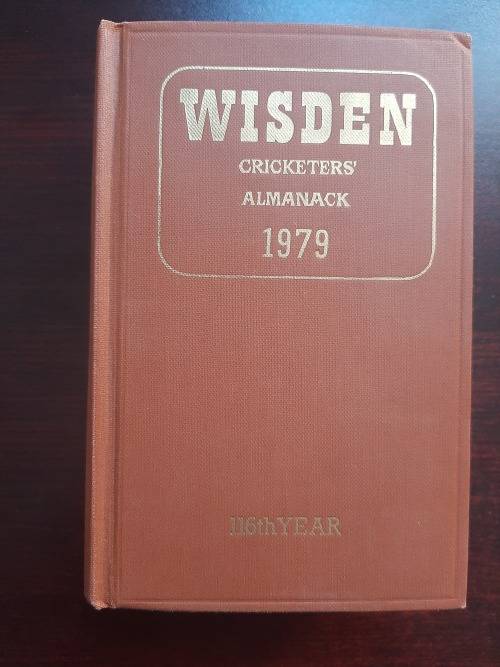 WISDEN
CRICKETERS'
ALMANACK
1979
116th YEAR